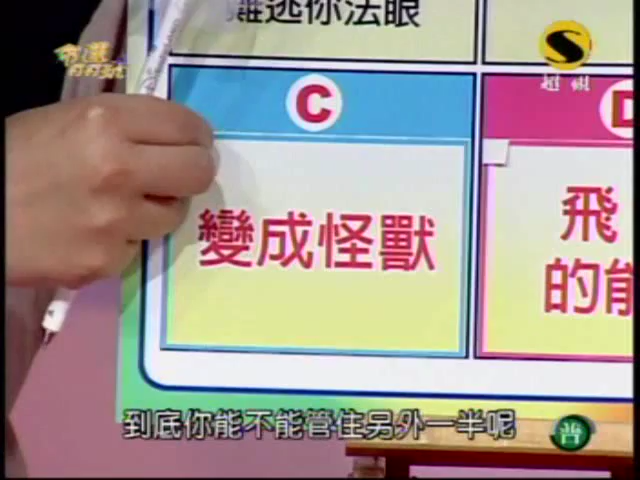 難逃你法眼
超視
C
變成怪獸
D
飛
的能
到底你能不能管住另外一半呢
普